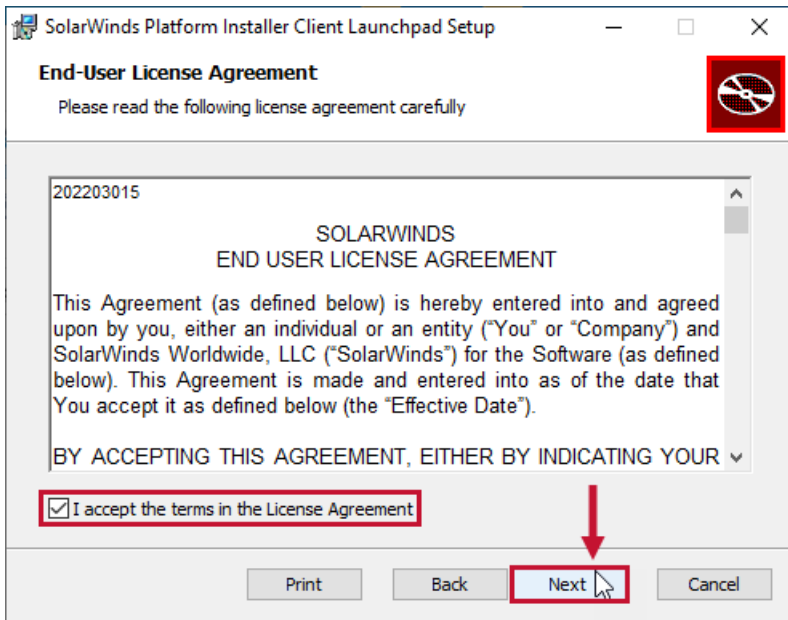 SolarWinds Platform Installer Client Launchpad Setup
End-User License Agreement
Please read the following license agreement carefully
202203015
SOLARWINDS
END USER LICENSE AGREEMENT
This Agreement (as defined below) is hereby entered into and agreed
upon by you, either an individual or an entity (“You” or “Company”) and
SolarWinds Worldwide, LLC (“SolarWinds”) for the Software (as defined
below). This Agreement is made and entered into as of the date that
You accept it as defined below (the “Effective Date”).
BY ACCEPTING THIS AGREEMENT, EITHER BY INDICATING YOUR
I accept the terms in the License Agreement
Print Back Next Cancel